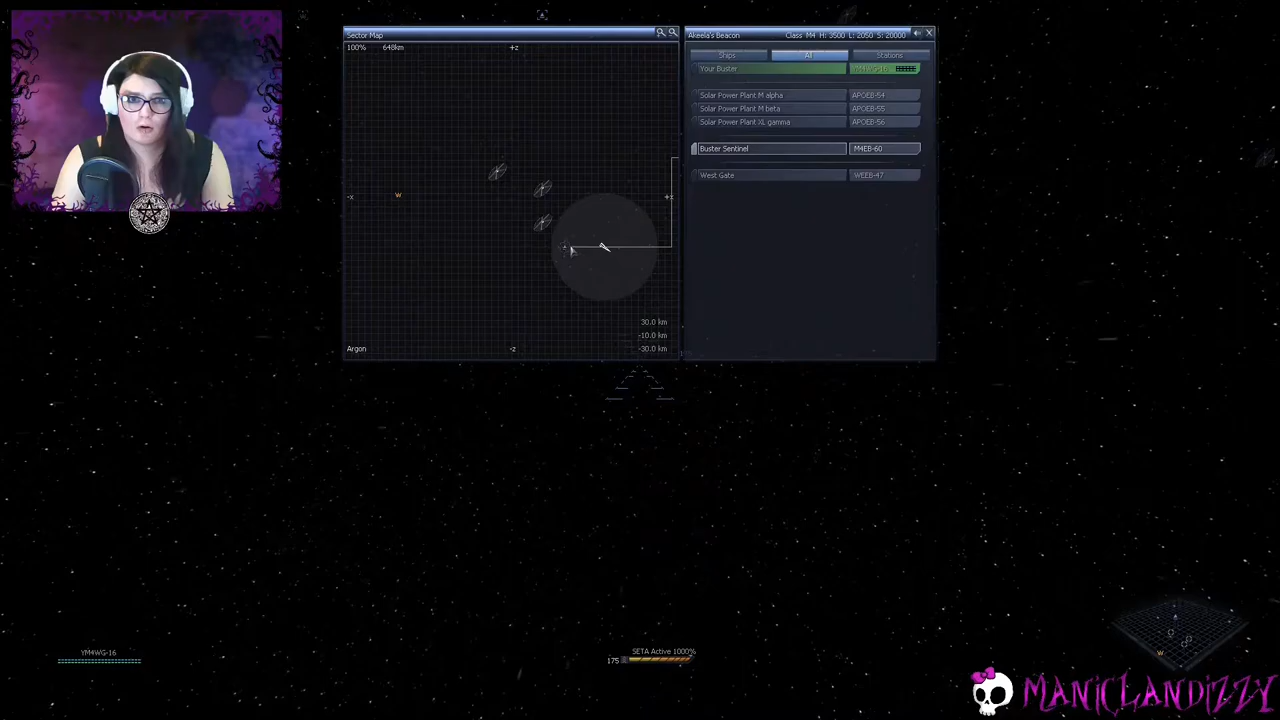 Sector Map
100% 648km +z
-x +x
w
30.0 km
-10.0 km
-30.0 km
Argon -z
Akeela's Beacon Class M4 H: 3500 L: 2050 S: 20000
Ships All Stations
Your Buster YM4WG-16
Solar Power Plant M alpha APOEB-54
Solar Power Plant M beta APOEB-55
Solar Power Plant XL gamma APOEB-56
Buster Sentinel M4EB-60
West Gate WEEB-47
YM4WG-16
SETA Active 1000%
175
w
MANICLANDIZZY